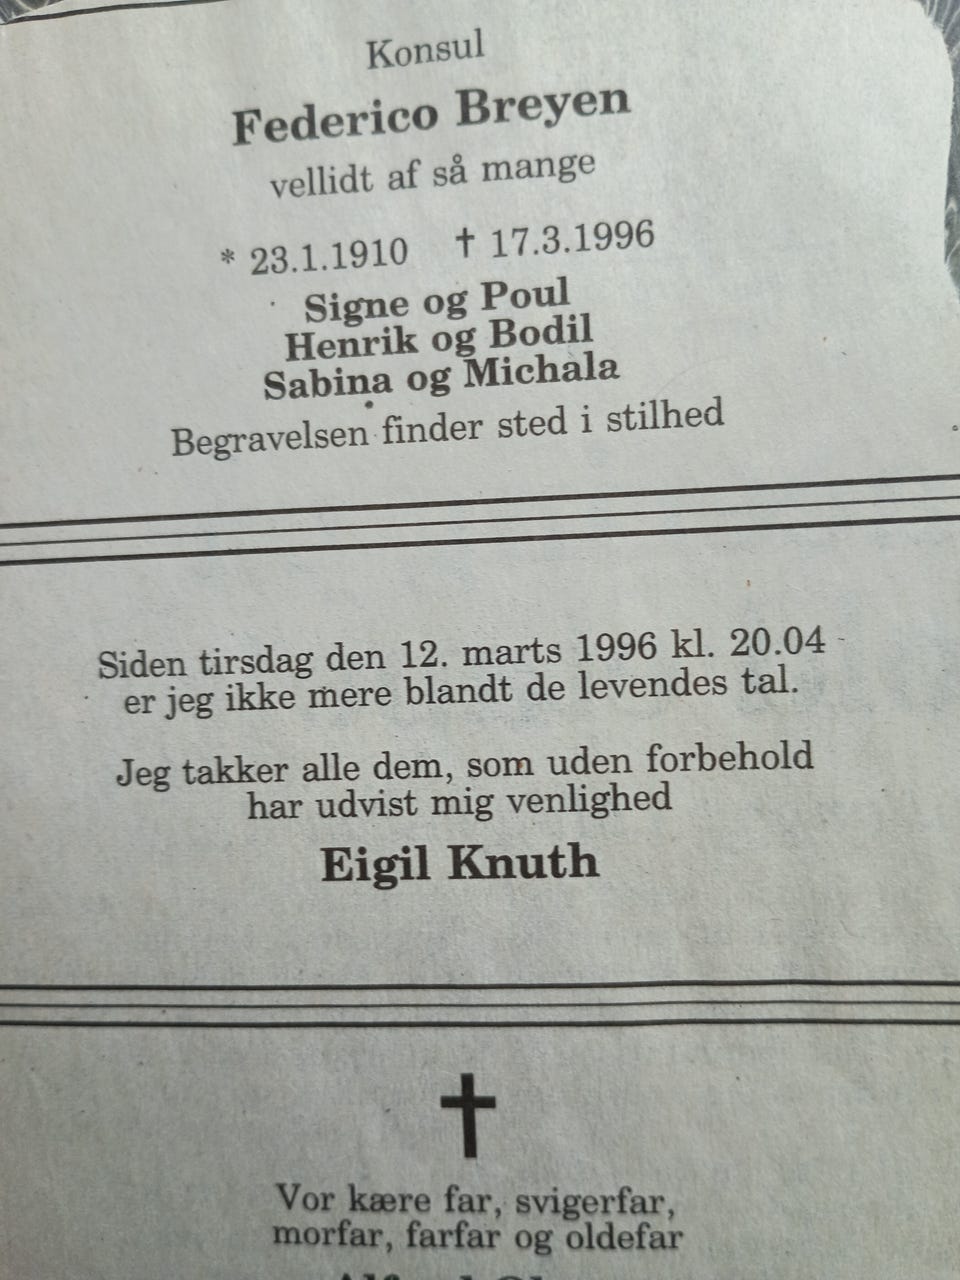 Konsul
Federico Breyen
vellidt af så mange
* 23.1.1910 † 17.3.1996
Signe og Poul
Henrik og Bodil
Sabina og Michala
Begravelsen finder sted i stilhed
Siden tirsdag den 12. marts 1996 kl. 20.04
er jeg ikke mere blandt de levendes tal.
Jeg takker alle dem, som uden forbehold
har udvist mig venlighed
Eigil Knuth
Vor kære far, svigerfar,
morfar, farfar og oldefar